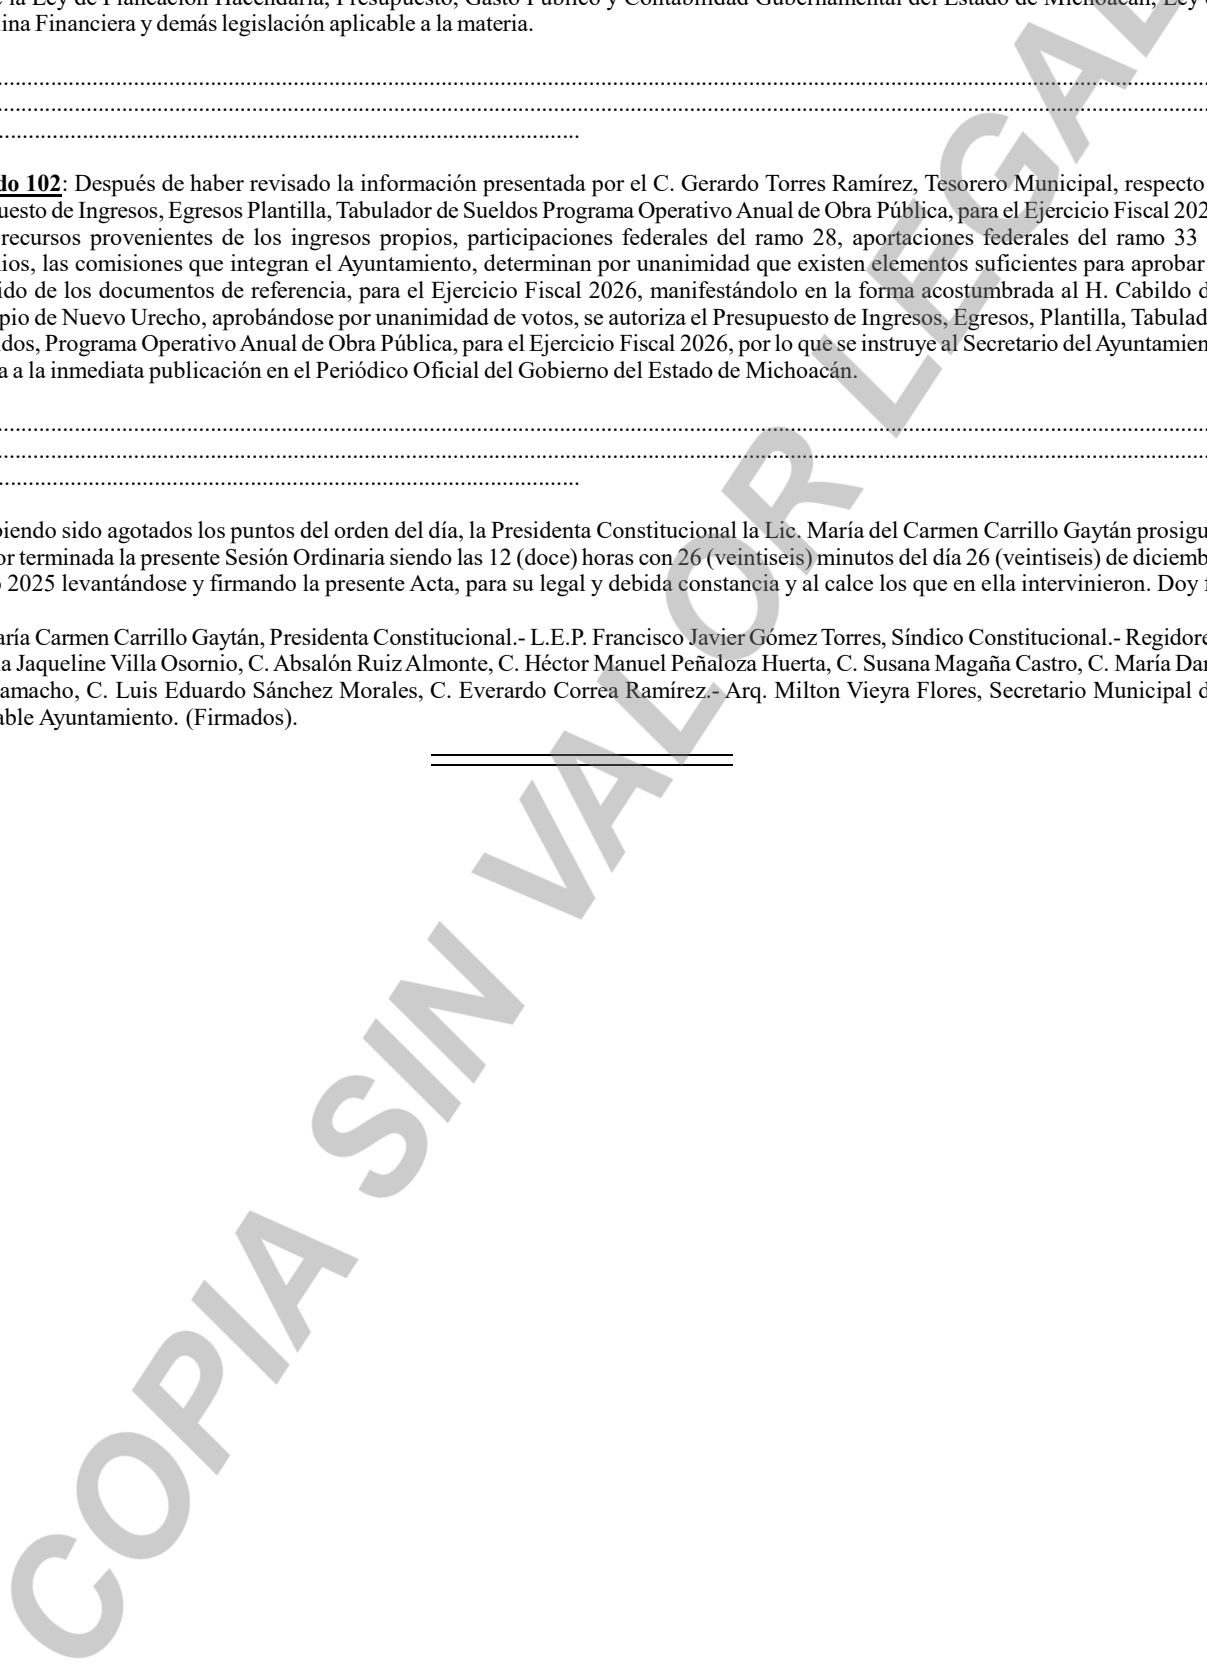 la Ley de Planeación Hacendaria, Presupuesto, Gasto Público y Contabilidad Gubernamental del Estado de Michoacán, Ley
ina Financiera y demás legislación aplicable a la materia.
do 102: Después de haber revisado la información presentada por el C. Gerardo Torres Ramírez, Tesorero Municipal, respecto
uesto de Ingresos, Egresos Plantilla, Tabulador de Sueldos Programa Operativo Anual de Obra Pública, para el Ejercicio Fiscal 202
recursos provenientes de los ingresos propios, participaciones federales del ramo 28, aportaciones federales del ramo 33
ios, las comisiones que integran el Ayuntamiento, determinan por unanimidad que existen elementos suficientes para aprobar
ido de los documentos de referencia, para el Ejercicio Fiscal 2026, manifestándolo en la forma acostumbrada al H. Cabildo d
pio de Nuevo Urecho, aprobándose por unanimidad de votos, se autoriza el Presupuesto de Ingresos, Egresos, Plantilla, Tabulad
dos, Programa Operativo Anual de Obra Pública, para el Ejercicio Fiscal 2026, por lo que se instruye al Secretario del Ayuntamien
a a la inmediata publicación en el Periódico Oficial del Gobierno del Estado de Michoacán.
biendo sido agotados los puntos del orden del día, la Presidenta Constitucional la Lic. María del Carmen Carrillo Gaytán prosigu
or terminada la presente Sesión Ordinaria siendo las 12 (doce) horas con 26 (veintiseis) minutos del día 26 (veintiseis) de diciemb
2025 levantándose y firmando la presente Acta, para su legal y debida constancia y al calce los que en ella intervinieron. Doy f
aría Carmen Carrillo Gaytán, Presidenta Constitucional.- L.E.P. Francisco Javier Gómez Torres, Síndico Constitucional.- Regidore
a Jaqueline Villa Osornio, C. Absalón Ruiz Almonte, C. Héctor Manuel Peñaloza Huerta, C. Susana Magaña Castro, C. María Dan
amacho, C. Luis Eduardo Sánchez Morales, C. Everardo Correa Ramírez.- Arq. Milton Vieyra Flores, Secretario Municipal d
able Ayuntamiento. (Firmados).
COPIA SIN VALOR LEGAL